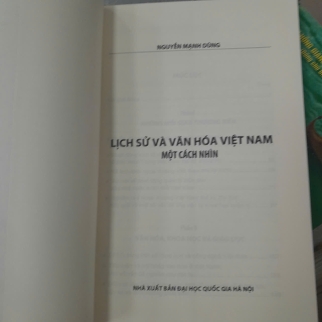 NGUYỄN MẠNH DŨNG
LỊCH SỬ VÀ VĂN HÓA VIỆT NAM
MỘT CÁCH NHÌN
NHÀ XUẤT BẢN ĐẠI HỌC QUỐC GIA HÀ NỘI